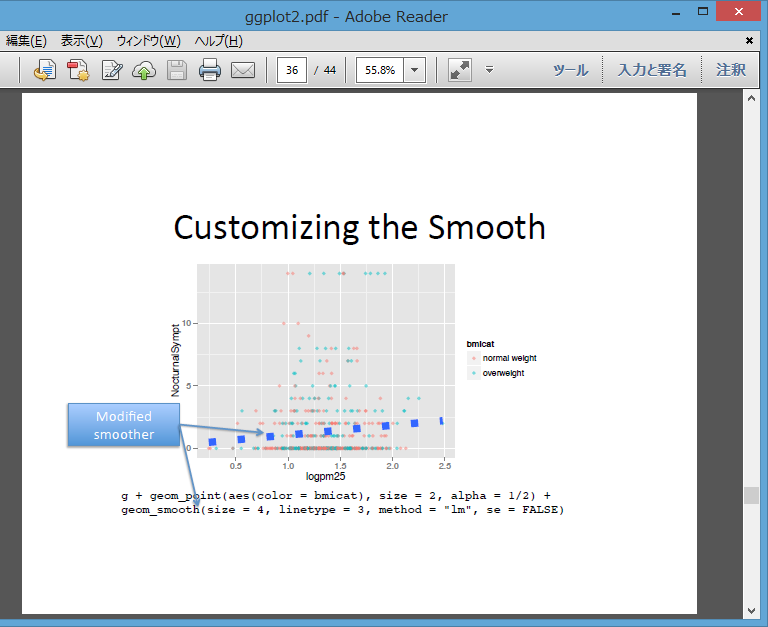 ggplot2.pdf - Adobe Reader
編集(E) 表示(V) ウィンドウ(W) ヘルプ(H)
36 / 44 55.8% ツール 入力と署名 注釈
Customizing the Smooth
NocturnalSympt
10
5
0
0.5 1.0 1.5 2.0 2.5
logpm25
bmicat
normal weight
overweight
Modified
smoother
g + geom_point(aes(color = bmicat), size = 2, alpha = 1/2) +
geom_smooth(size = 4, linetype = 3, method = "lm", se = FALSE)